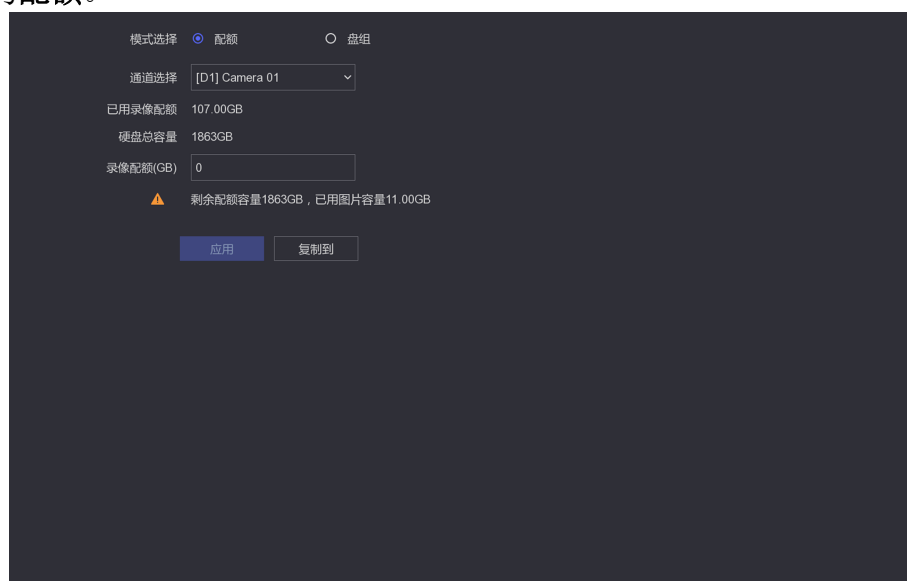 配额。
模式选择 配额 盘组
通道选择 [D1] Camera 01
已用录像配额 107.00GB
硬盘总容量 1863GB
录像配额(GB) 0
剩余配额容量1863GB，已用图片容量11.00GB
应用 复制到